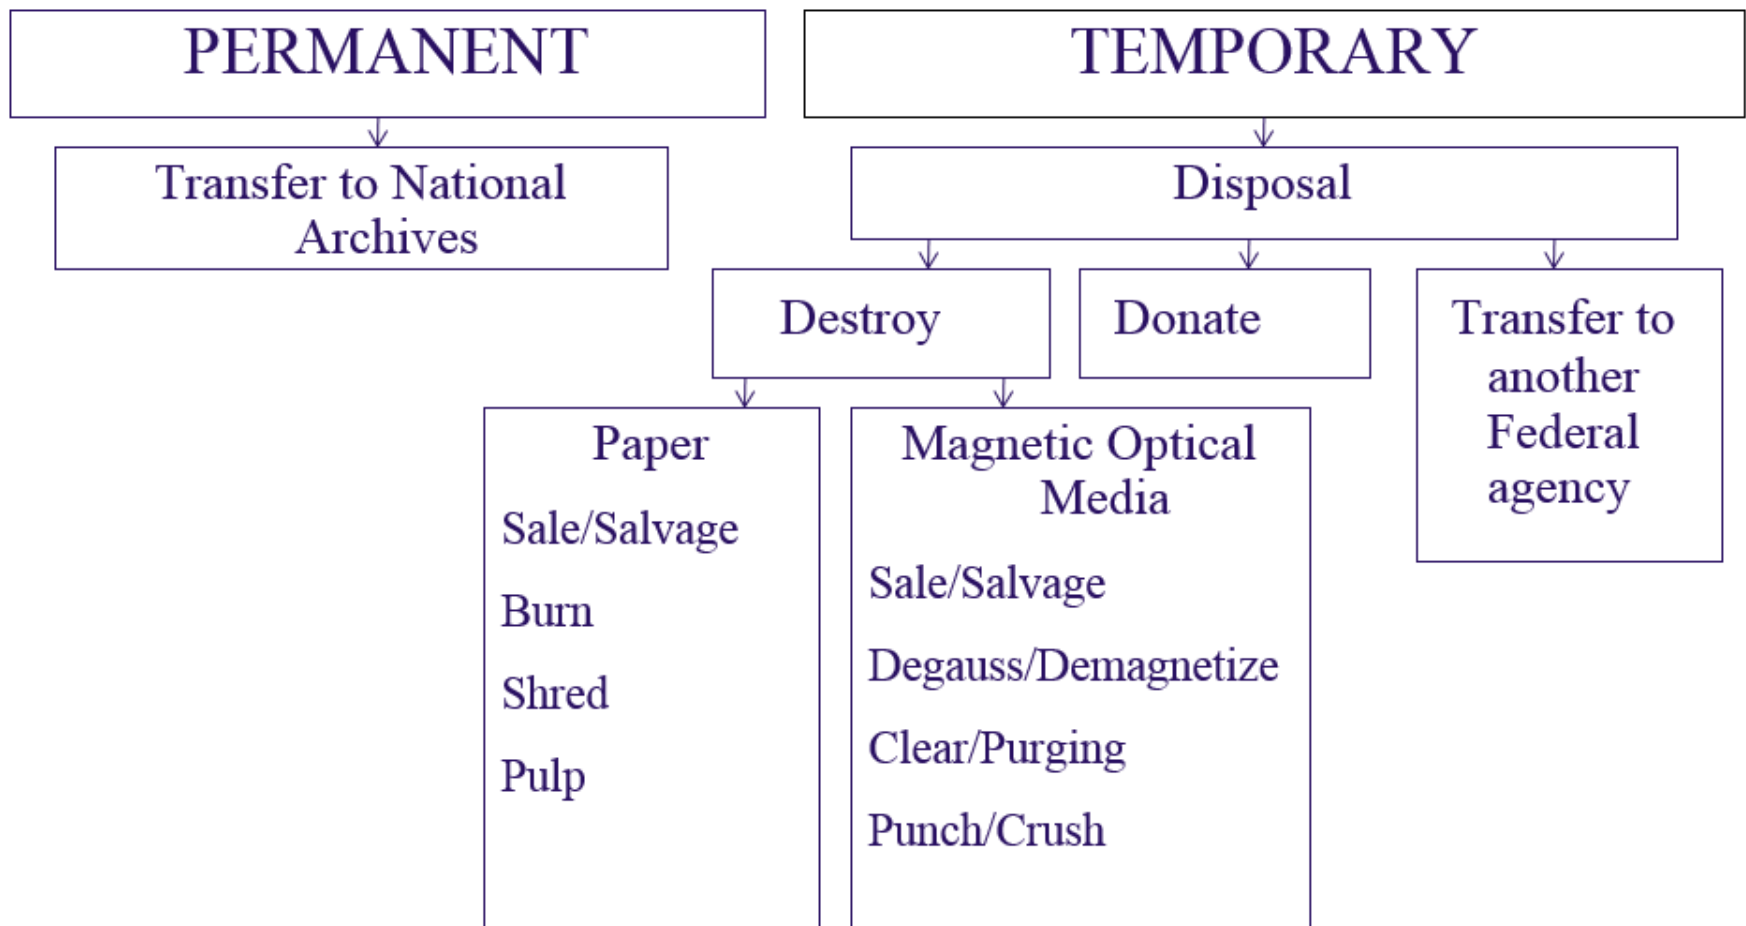 PERMANENT
TEMPORARY
Transfer to National
Archives
Disposal
Destroy
Donate
Transfer to
another
Federal
agency
Paper
Sale/Salvage
Burn
Shred
Pulp
Magnetic Optical
Media
Sale/Salvage
Degauss/Demagnetize
Clear/Purging
Punch/Crush